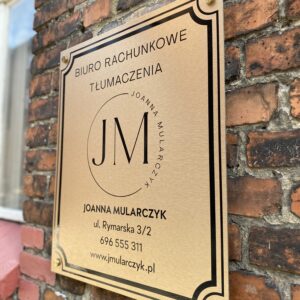 BIURO RACHUNKOWE
TŁUMACZENIA
JOANNA MULARCZYK
JM
JOANNA MULARCZYK
ul. Rymarska 3/2
696 555 311
www.jmularczyk.pl